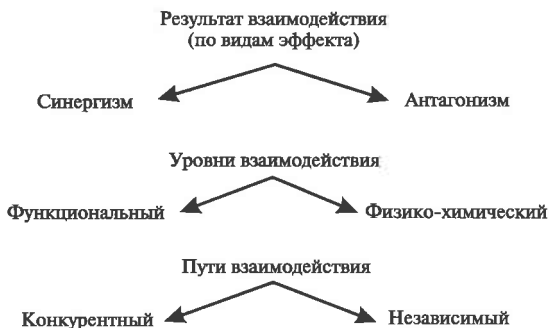 Результат взаимодействия
(по видам эффекта)
Синергизм
Антагонизм
Уровни взаимодействия
Функциональный
Физико-химический
Пути взаимодействия
Конкурентный
Независимый